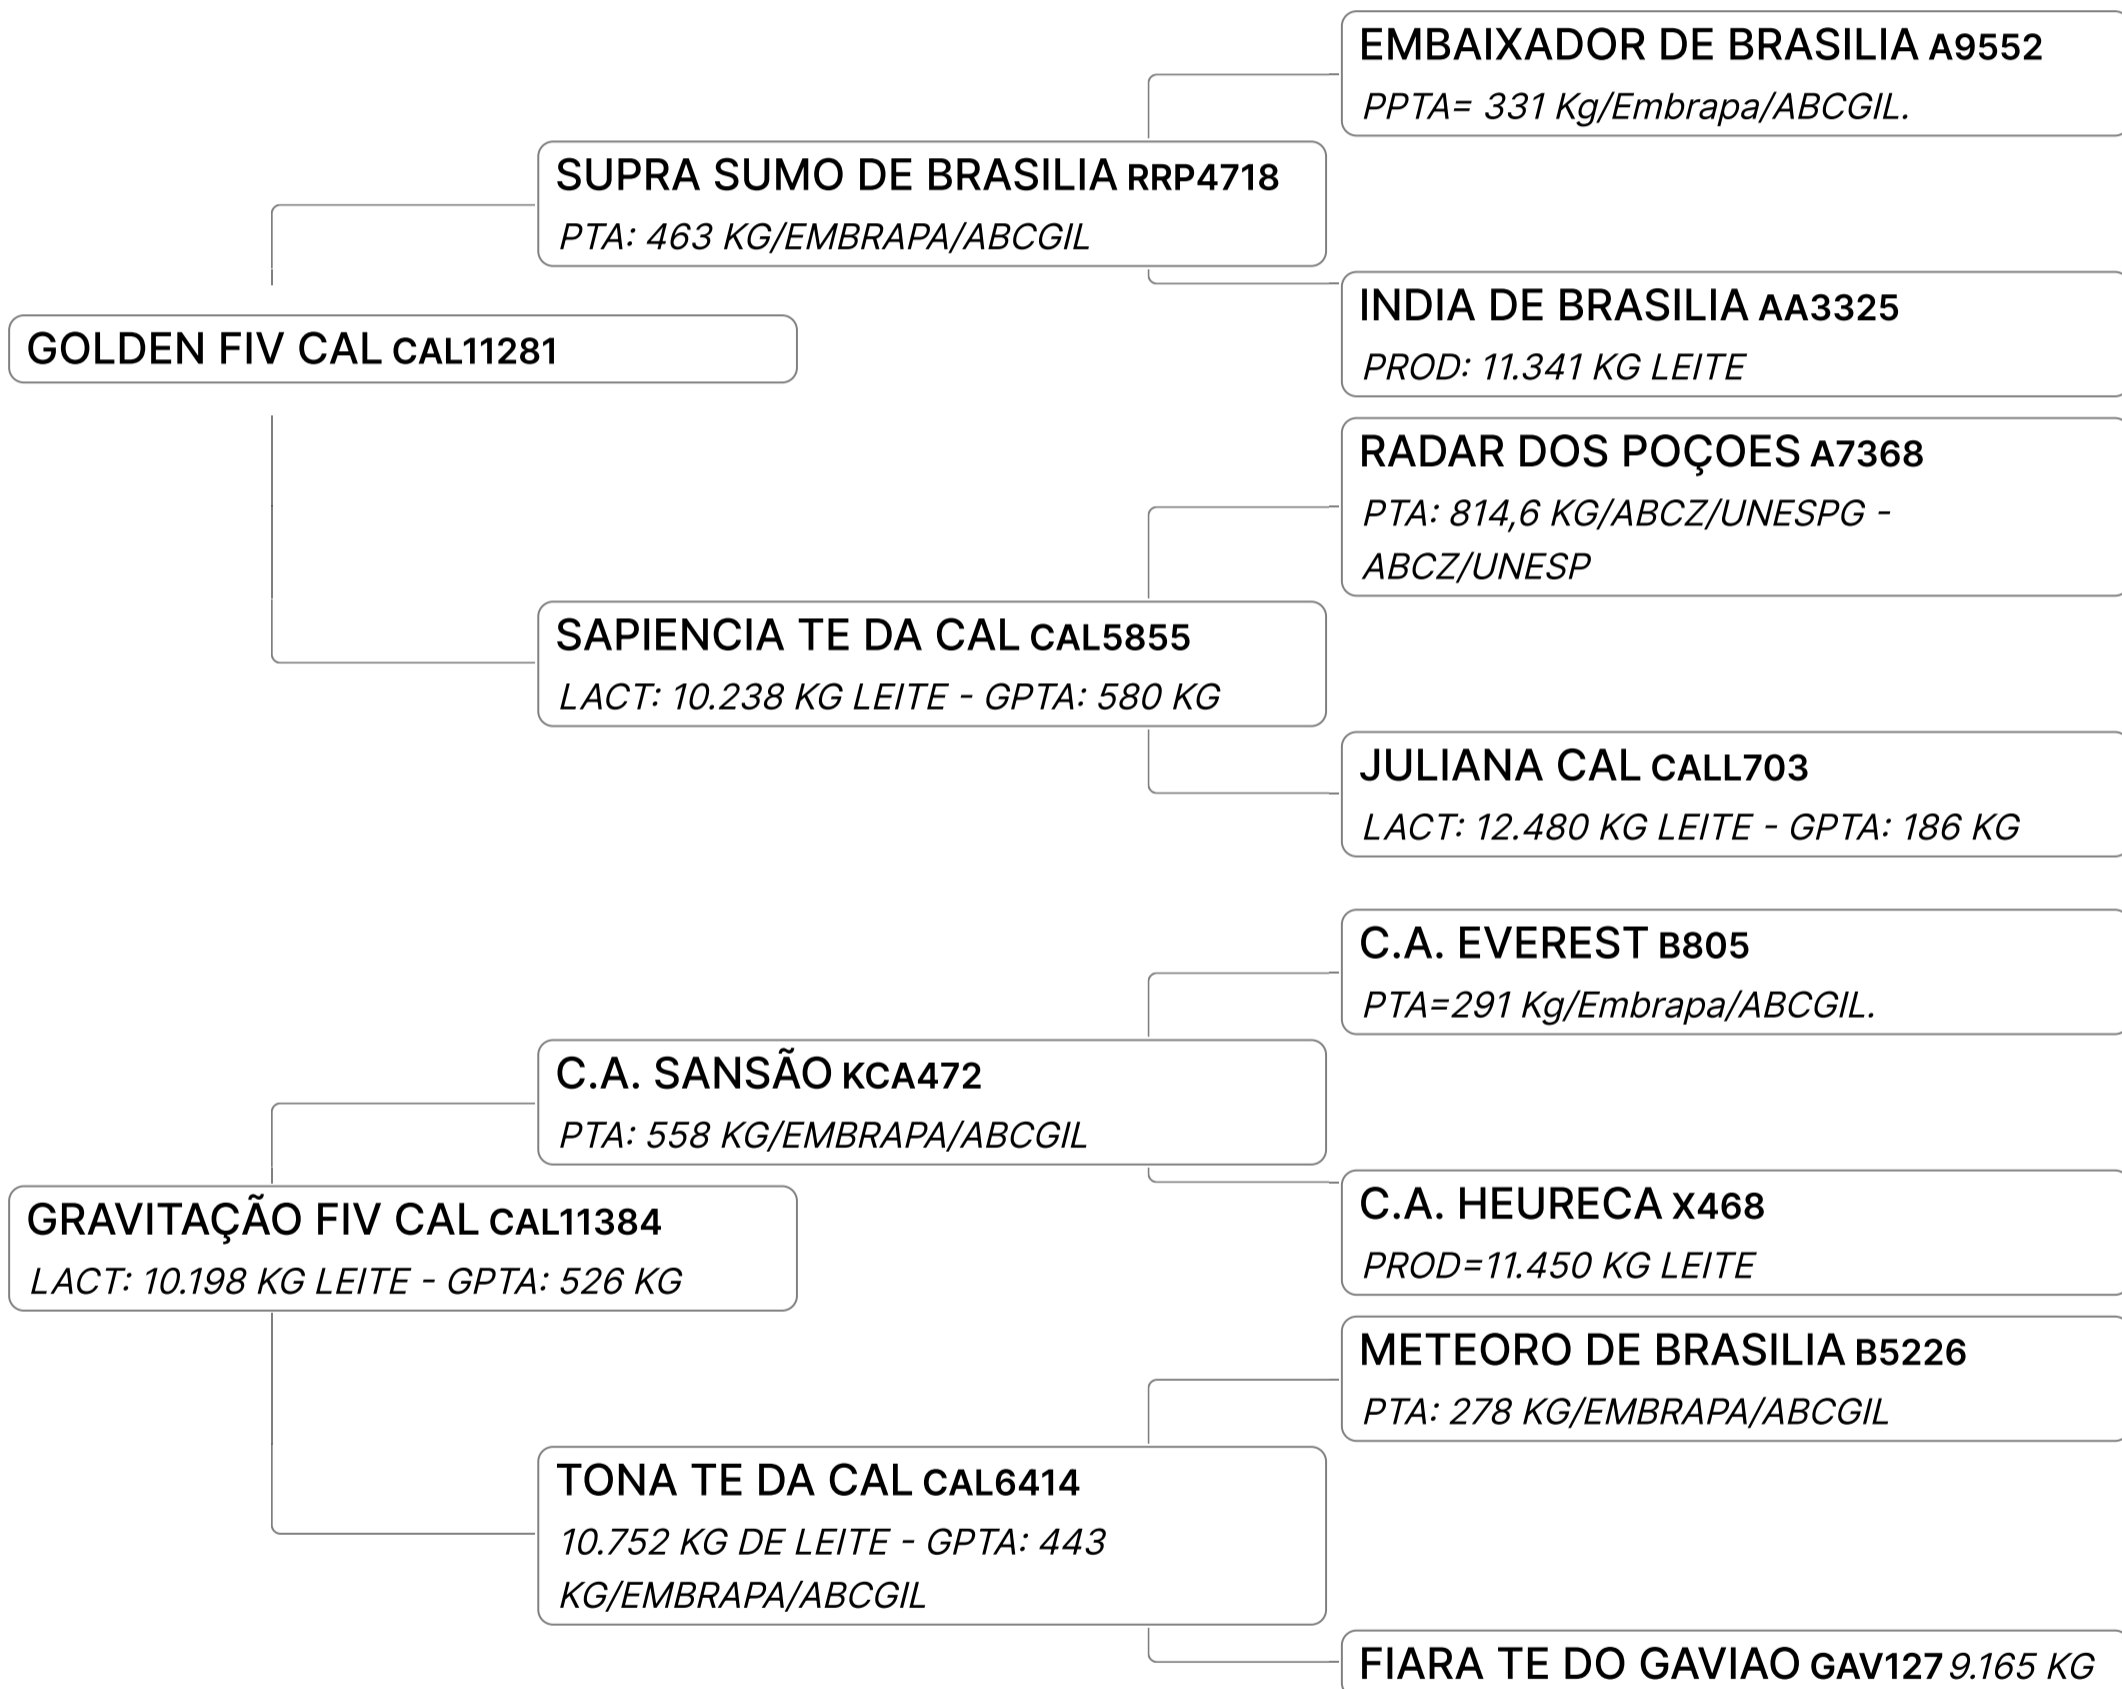 EMBAIXADOR DE BRASILIA A9552
PPTA= 331 Kg/Embrapa/ABCGIL.
SUPRA SUMO DE BRASILIA RRP4718
PTA: 463 KG/EMBRAPA/ABCGIL
INDIA DE BRASILIA AA3325
PROD: 11.341 KG LEITE
GOLDEN FIV CAL CAL11281
RADAR DOS POÇOES A7368
PTA: 814,6 KG/ABCZ/UNESPG -
ABCZ/UNESP
SAPIENCIA TE DA CAL CAL5855
LACT: 10.238 KG LEITE - GPTA: 580 KG
JULIANA CAL CALL703
LACT: 12.480 KG LEITE - GPTA: 186 KG
C.A. EVEREST B805
PTA=291 Kg/Embrapa/ABCGIL.
C.A. SANSÃO KCA472
PTA: 558 KG/EMBRAPA/ABCGIL
C.A. HEURECA X468
PROD=11.450 KG LEITE
GRAVITAÇÃO FIV CAL CAL11384
LACT: 10.198 KG LEITE - GPTA: 526 KG
METEORO DE BRASILIA B5226
PTA: 278 KG/EMBRAPA/ABCGIL
TONA TE DA CAL CAL6414
10.752 KG DE LEITE - GPTA: 443
KG/EMBRAPA/ABCGIL
FIARA TE DO GAVIAO GAV127 9.165 KG